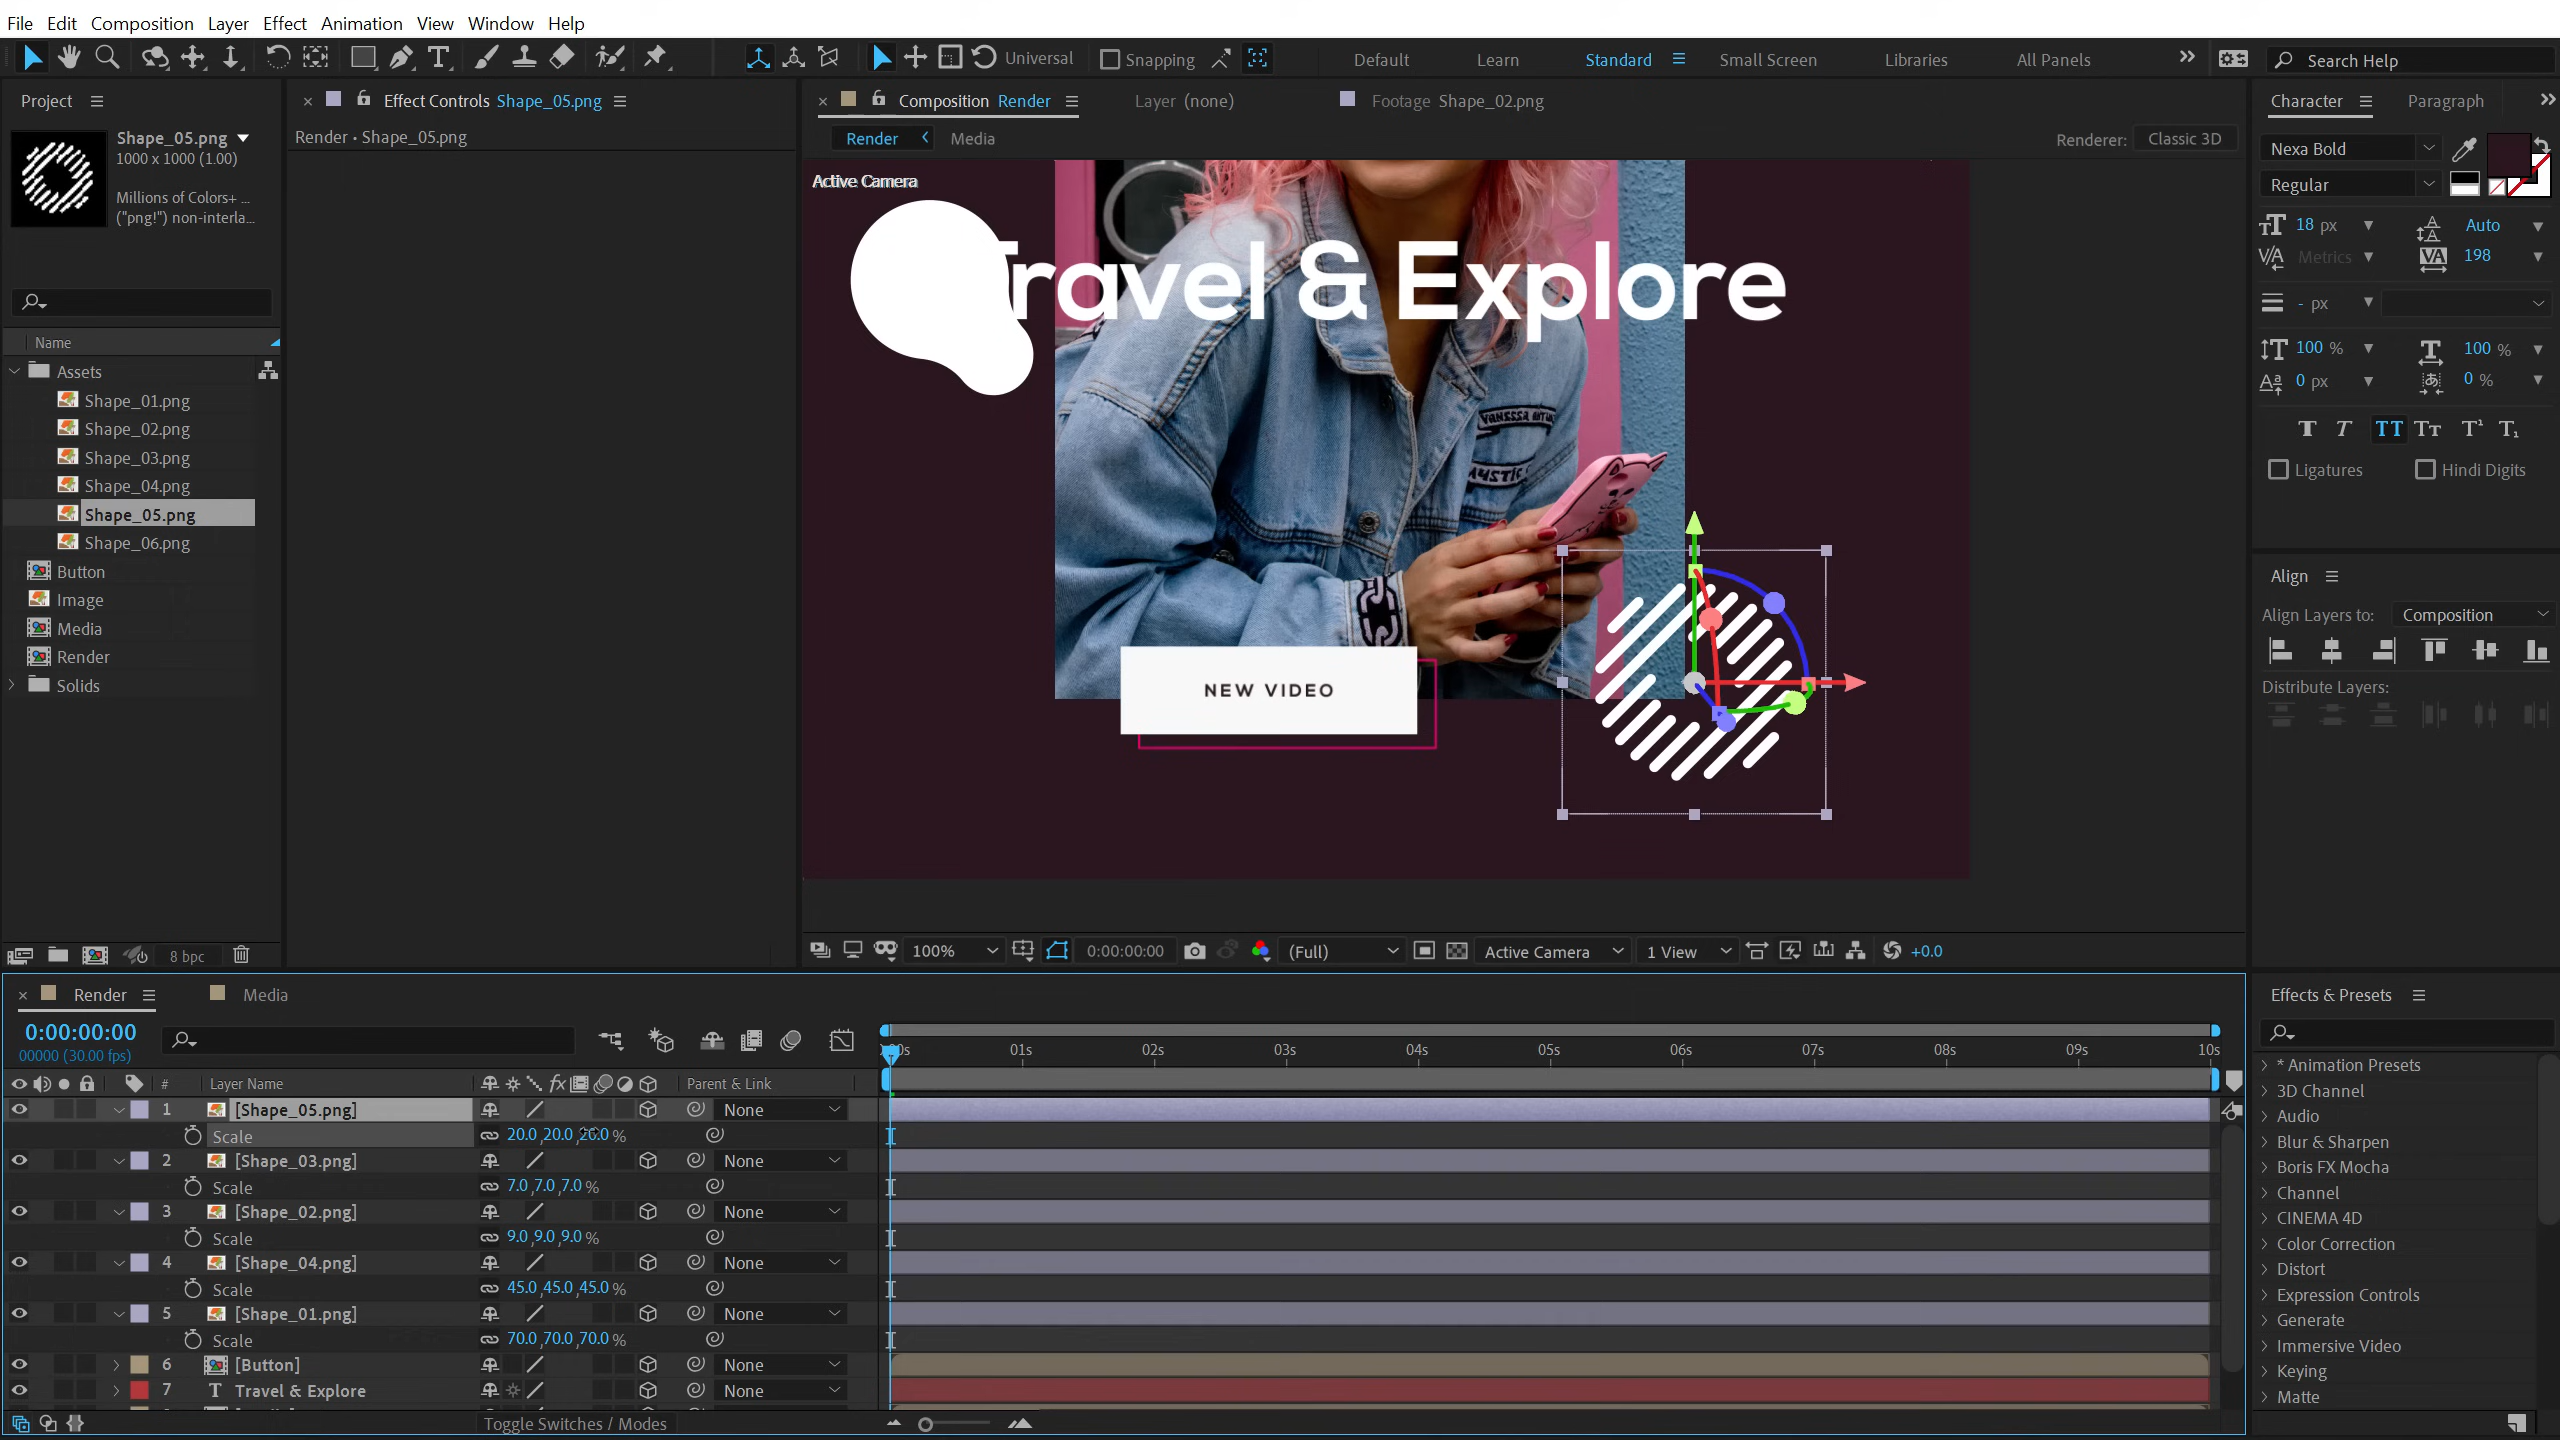 File Edit Composition Layer Effect Animation View Window Help
Universal Snapping Default Learn Standard Small Screen Libraries All Panels Search Help
Project
Shape_05.png
1000 x 1000 (1.00)
Millions of Colors+ ...
("png!") non-interla...
Name
Assets
Shape_01.png
Shape_02.png
Shape_03.png
Shape_04.png
Shape_05.png
Shape_06.png
Button
Image
Media
Render
Solids
8 bpc
Effect Controls Shape_05.png
Render • Shape_05.png
Composition Render Layer (none) Footage Shape_02.png
Render Media Renderer: Classic 3D
Active Camera
Travel & Explore
NEW VIDEO
100% 0:00:00:00 (Full) Active Camera 1 View +0.0
Character Paragraph
Nexa Bold
Regular
18 px Auto
Metrics 198
- px
100 % 100 %
0 px 0 %
Ligatures Hindi Digits
Align
Align Layers to: Composition
Distribute Layers:
Render Media
0:00:00:00
00000 (30.00 fps)
# Layer Name Parent & Link
1 [Shape_05.png] None
Scale 20.0,20.0,20.0 %
2 [Shape_03.png] None
Scale 7.0,7.0,7.0 %
3 [Shape_02.png] None
Scale 9.0,9.0,9.0 %
4 [Shape_04.png] None
Scale 45.0,45.0,45.0 %
5 [Shape_01.png] None
Scale 70.0,70.0,70.0 %
6 [Button] None
7 T Travel & Explore None
Toggle Switches / Modes
01s 02s 03s 04s 05s 06s 07s 08s 09s 10s
Effects & Presets
* Animation Presets
3D Channel
Audio
Blur & Sharpen
Boris FX Mocha
Channel
CINEMA 4D
Color Correction
Distort
Expression Controls
Generate
Immersive Video
Keying
Matte